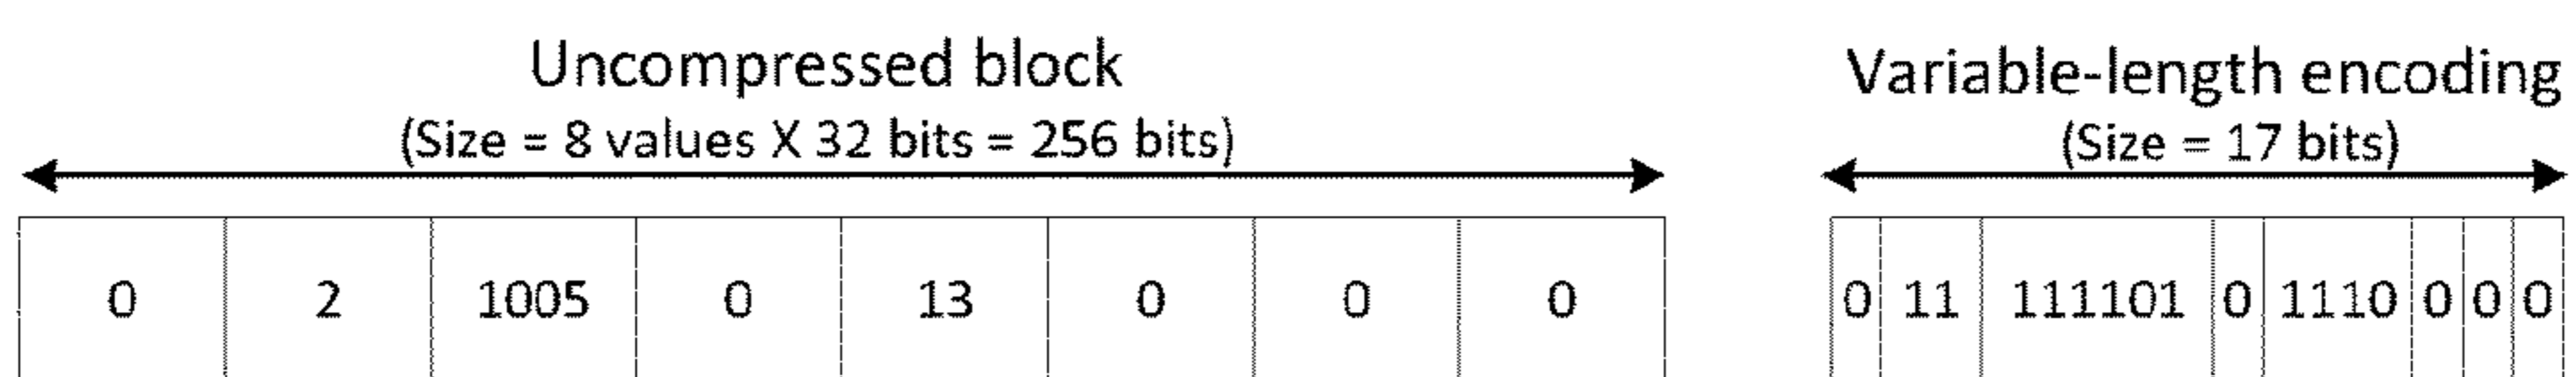 Uncompressed block
(Size = 8 values X 32 bits = 256 bits)
Variable-length encoding
(Size = 17 bits)
0 2 1005 0 13 0 0 0
0 11 111101 0 1110 0 0 0